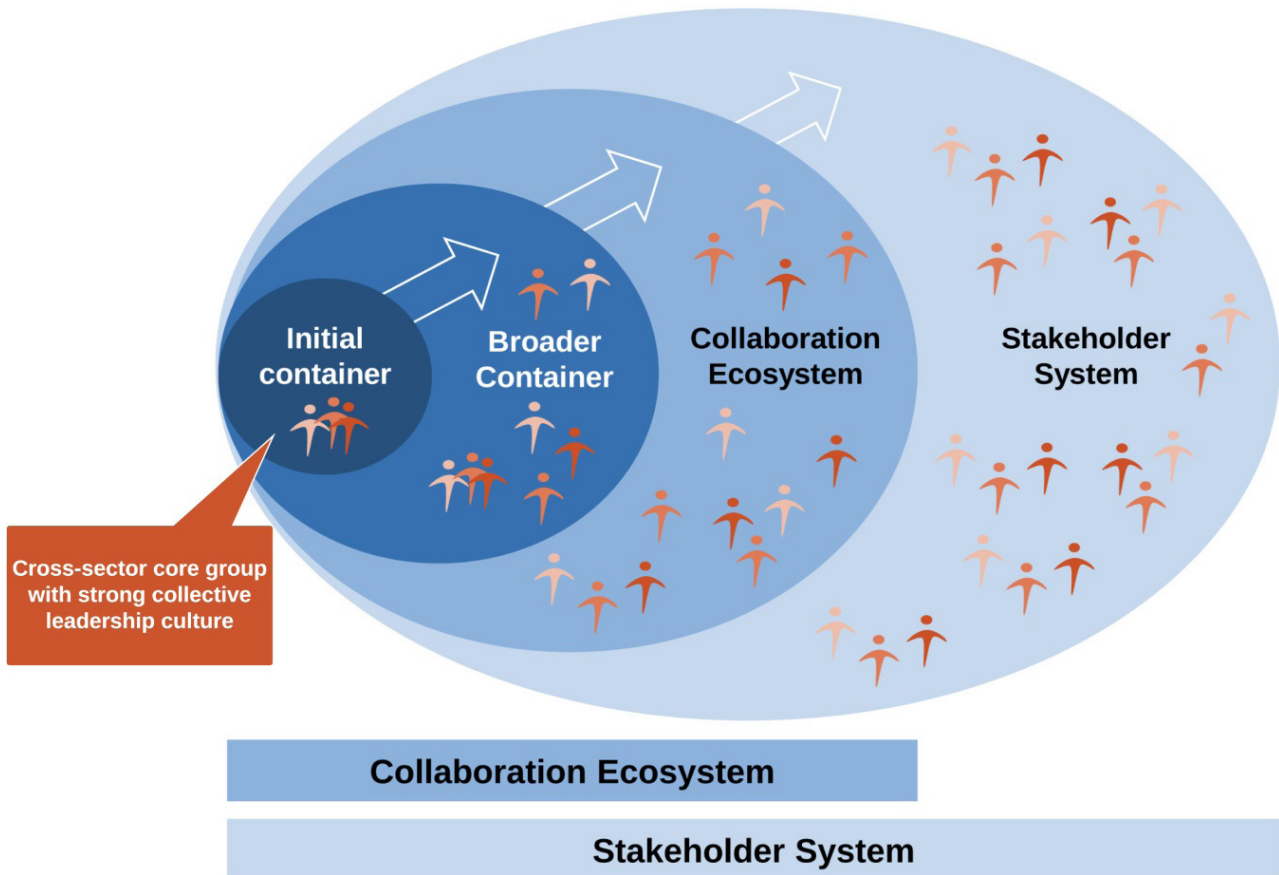 Initial
container
Broader
Container
Collaboration
Ecosystem
Stakeholder
System
Cross-sector core group
with strong collective
leadership culture
Collaboration Ecosystem
Stakeholder System